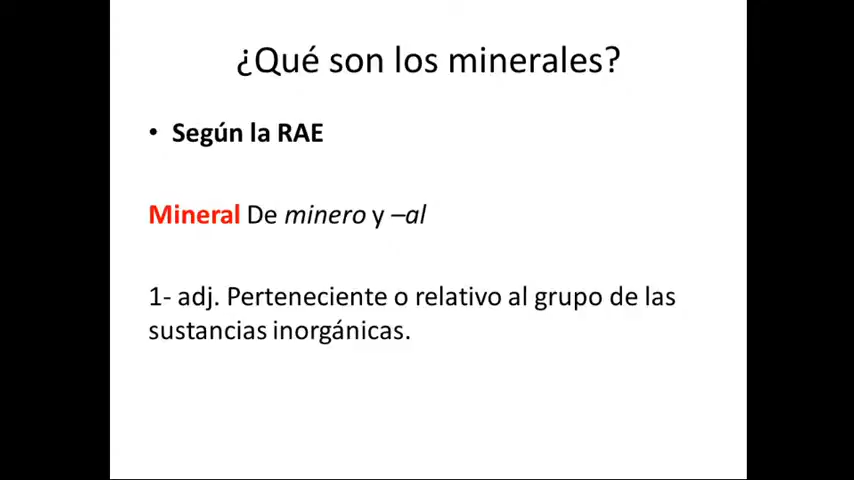 ¿Qué son los minerales?
• Según la RAE
Mineral De minero y –al
1- adj. Perteneciente o relativo al grupo de las
sustancias inorgánicas.